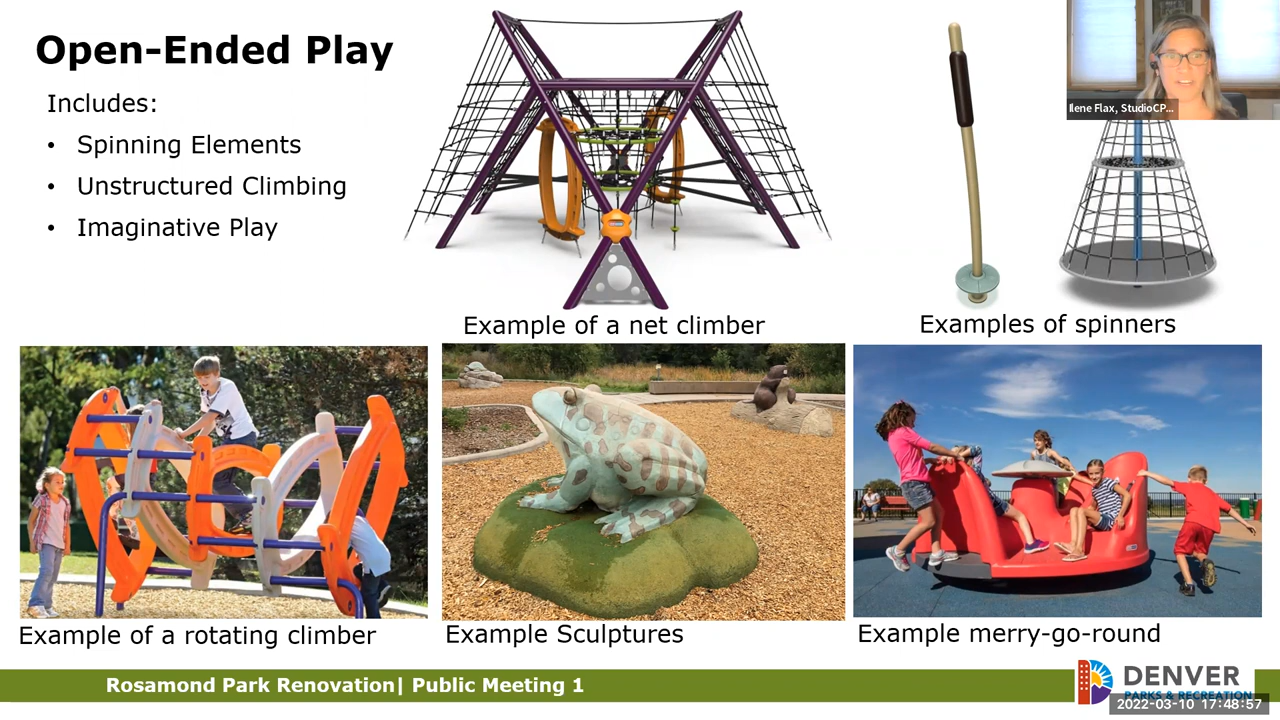 Open-Ended Play
Includes:
• Spinning Elements
• Unstructured Climbing
• Imaginative Play
Ilene Flax, StudioCP...
Example of a net climber
Examples of spinners
Example of a rotating climber
Example Sculptures
Example merry-go-round
Rosamond Park Renovation| Public Meeting 1
DENVER
PARKS & RECREATION
2022-03-10 17:48:57